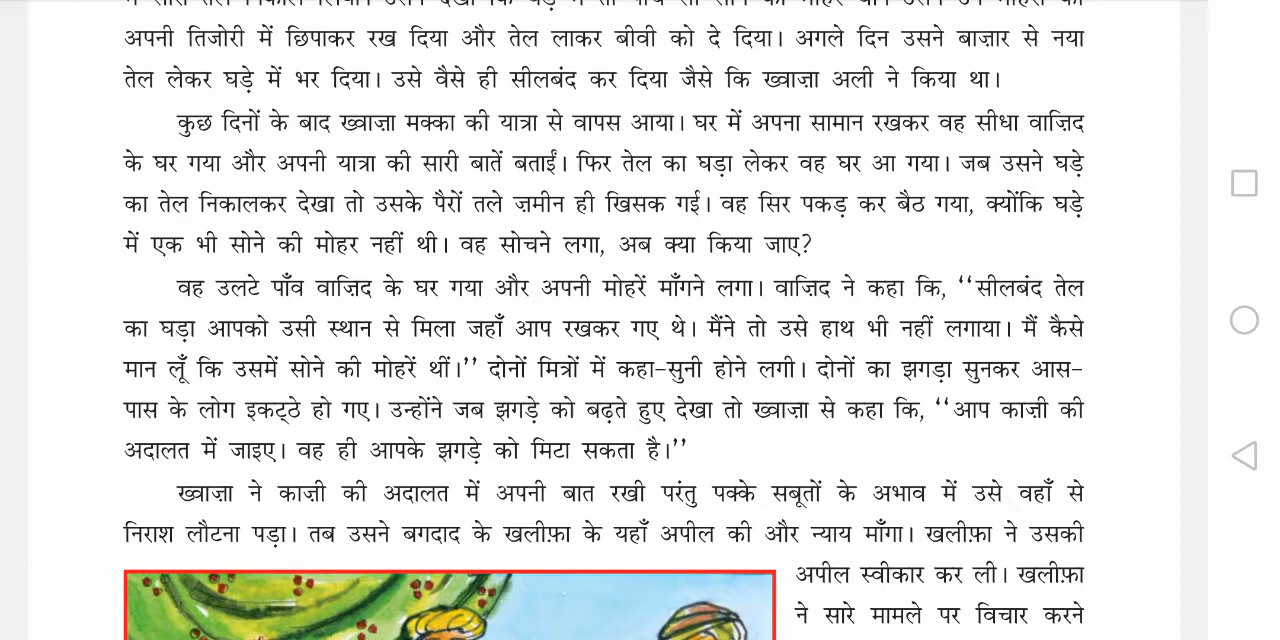 अपनी तिजोरी में छिपाकर रख दिया और तेल लाकर बीवी को दे दिया। अगले दिन उसने बाज़ार से नया
तेल लेकर घड़े में भर दिया। उसे वैसे ही सीलबंद कर दिया जैसे कि ख्वाज़ा अली ने किया था।
कुछ दिनों के बाद ख्वाज़ा मक्का की यात्रा से वापस आया। घर में अपना सामान रखकर वह सीधा वाज़िद
के घर गया और अपनी यात्रा की सारी बातें बताईं। फिर तेल का घड़ा लेकर वह घर आ गया। जब उसने घड़े
का तेल निकालकर देखा तो उसके पैरों तले ज़मीन ही खिसक गई। वह सिर पकड़ कर बैठ गया, क्योंकि घड़े
में एक भी सोने की मोहर नहीं थी। वह सोचने लगा, अब क्या किया जाए?
वह उलटे पाँव वाज़िद के घर गया और अपनी मोहरें माँगने लगा। वाज़िद ने कहा कि, ‘‘सीलबंद तेल
का घड़ा आपको उसी स्थान से मिला जहाँ आप रखकर गए थे। मैंने तो उसे हाथ भी नहीं लगाया। मैं कैसे
मान लूँ कि उसमें सोने की मोहरें थीं।’’ दोनों मित्रों में कहा-सुनी होने लगी। दोनों का झगड़ा सुनकर आस-
पास के लोग इकट्ठे हो गए। उन्होंने जब झगड़े को बढ़ते हुए देखा तो ख्वाज़ा से कहा कि, ‘‘आप काज़ी की
अदालत में जाइए। वह ही आपके झगड़े को मिटा सकता है।’’
ख्वाज़ा ने काज़ी की अदालत में अपनी बात रखी परंतु पक्के सबूतों के अभाव में उसे वहाँ से
निराश लौटना पड़ा। तब उसने बगदाद के खलीफ़ा के यहाँ अपील की और न्याय माँगा। खलीफ़ा ने उसकी
अपील स्वीकार कर ली। खलीफ़ा
ने सारे मामले पर विचार करने